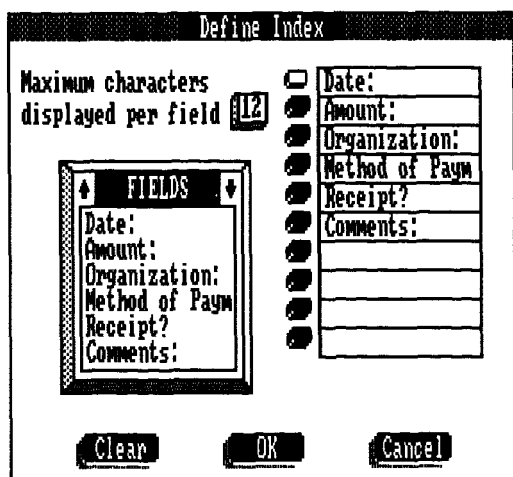 Define Index
Maximum characters
displayed per field 12
FIELDS
Date:
Amount:
Organization:
Method of Paym
Receipt?
Comments:
Date:
Amount:
Organization:
Method of Paym
Receipt?
Comments:
Clear OK Cancel